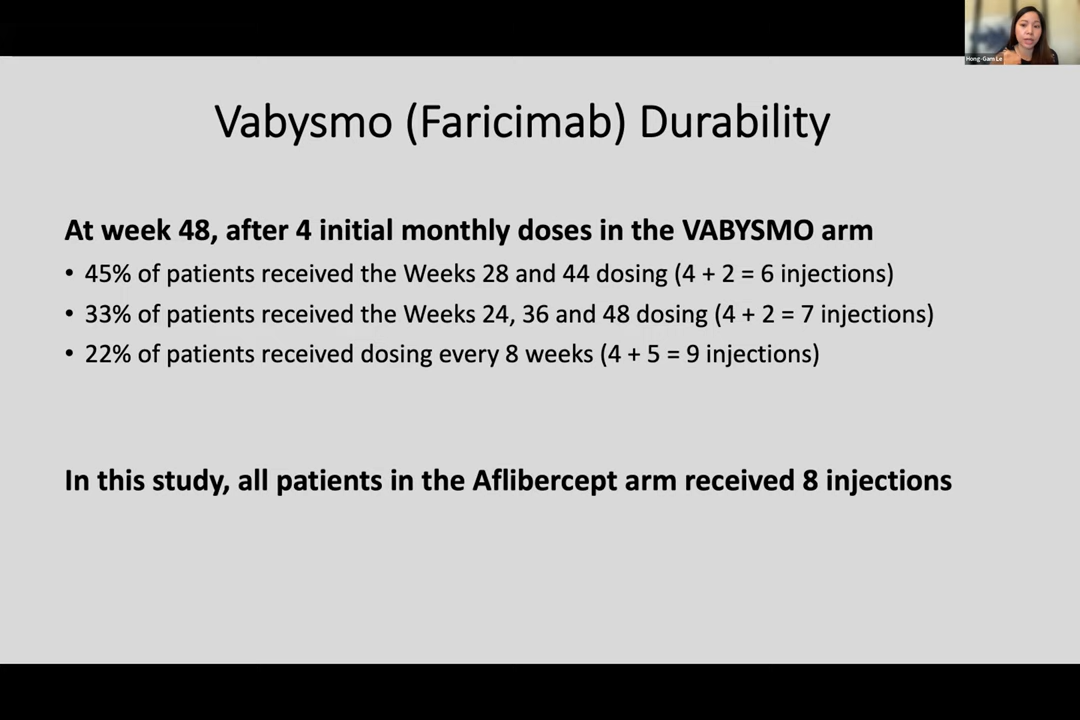 Hong-Gam Le
Vabysmo (Faricimab) Durability
At week 48, after 4 initial monthly doses in the VABYSMO arm
• 45% of patients received the Weeks 28 and 44 dosing (4 + 2 = 6 injections)
• 33% of patients received the Weeks 24, 36 and 48 dosing (4 + 2 = 7 injections)
• 22% of patients received dosing every 8 weeks (4 + 5 = 9 injections)
In this study, all patients in the Aflibercept arm received 8 injections